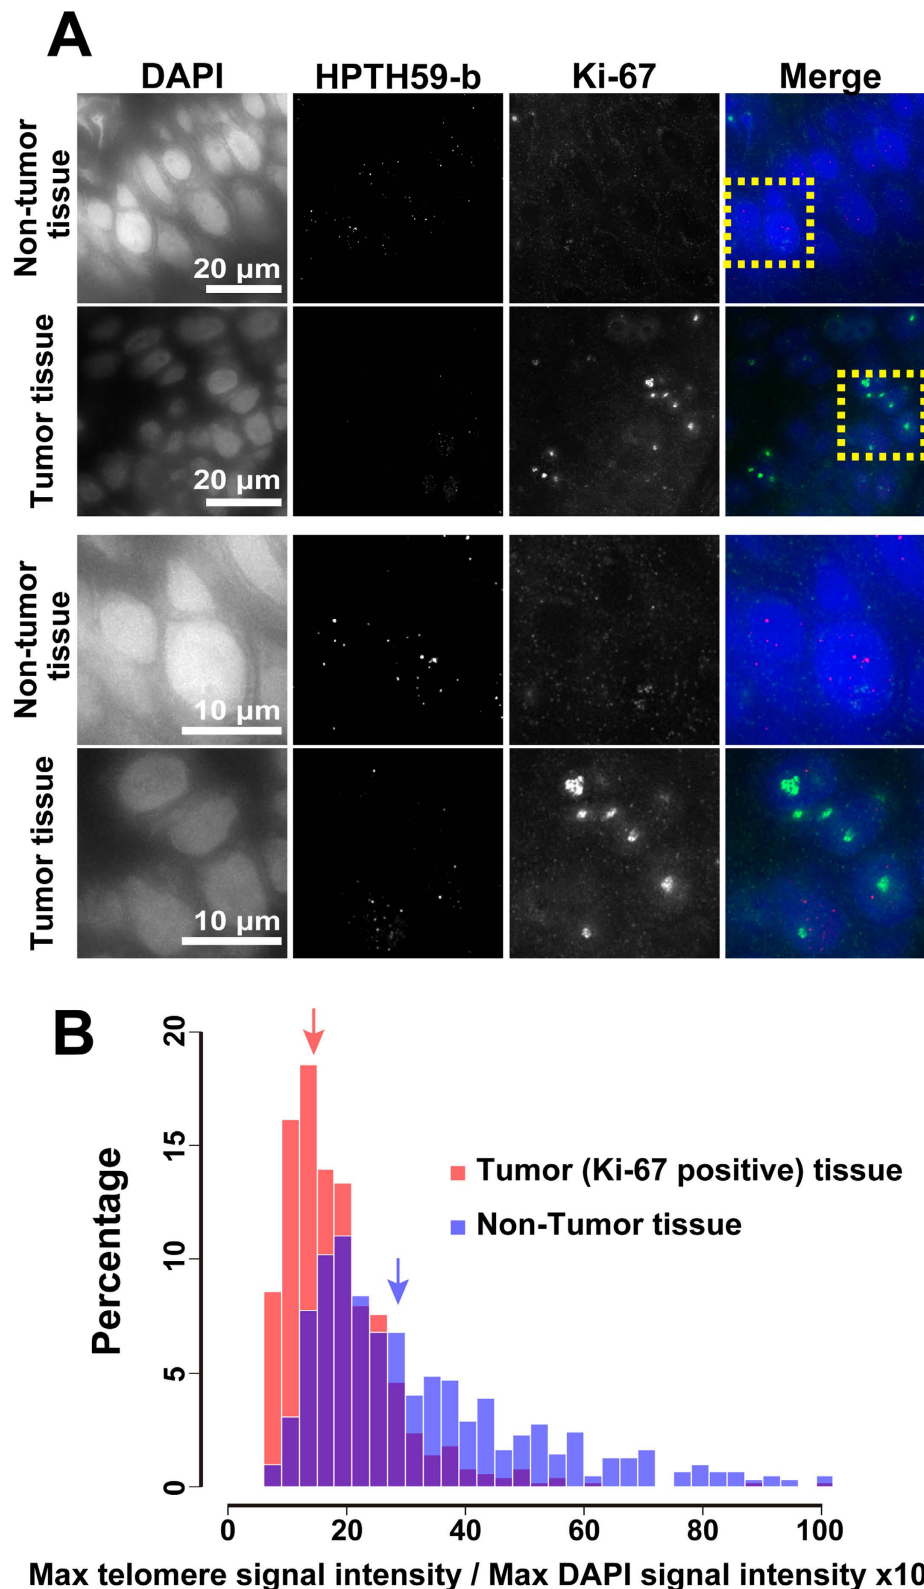 A
DAPI HPTH59-b Ki-67 Merge
Non-tumor
tissue
20 µm
Tumor tissue
20 µm
Non-tumor
tissue
10 µm
Tumor tissue
10 µm
B
20
15
10
5
0
Percentage
Tumor (Ki-67 positive) tissue
Non-Tumor tissue
0 20 40 60 80 100
Max telomere signal intensity / Max DAPI signal intensity x10